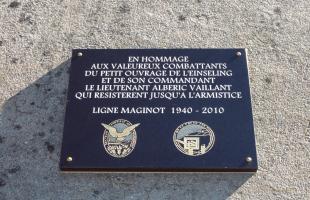 EN HOMMAGE
AUX VALEUREUX COMBATTANTS
DU PETIT OUVRAGE DE L'EINSELING
ET DE SON COMMANDANT
LE LIEUTENANT ALBERIC VAILLANT
QUI RÉSISTÈRENT JUSQU'À L'ARMISTICE
LIGNE MAGINOT 1940 - 2010